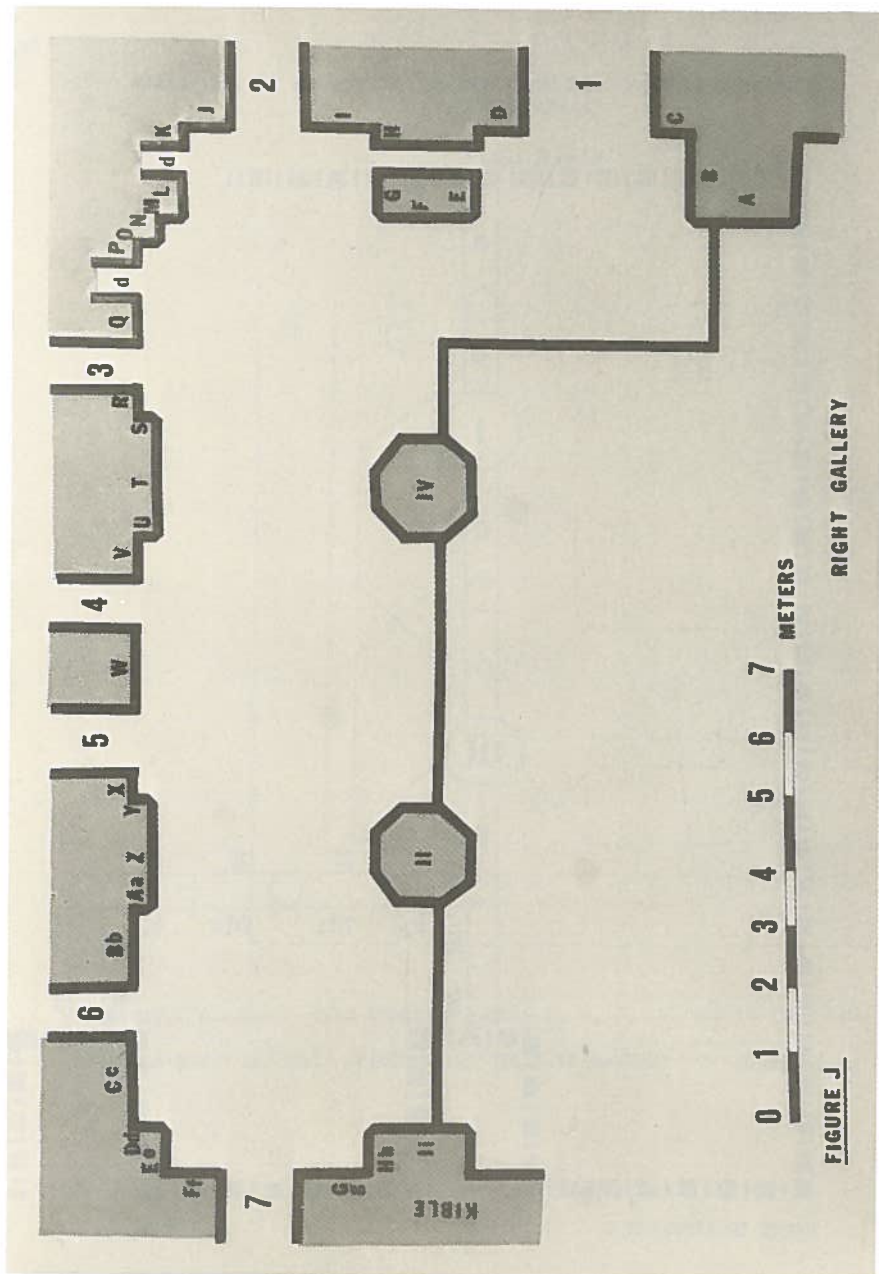 6 5 4 3
Cc Bb Aa Z Y X W V U T S R Q d P O N M L d K J
Dd
Ee
Ff
7 2
Gg
Hh
Ii
KIBLE
II IV
G
F
E
I
H
D
1
C
B
A
0 1 2 3 4 5 6 7 METERS
FIGURE J
RIGHT GALLERY